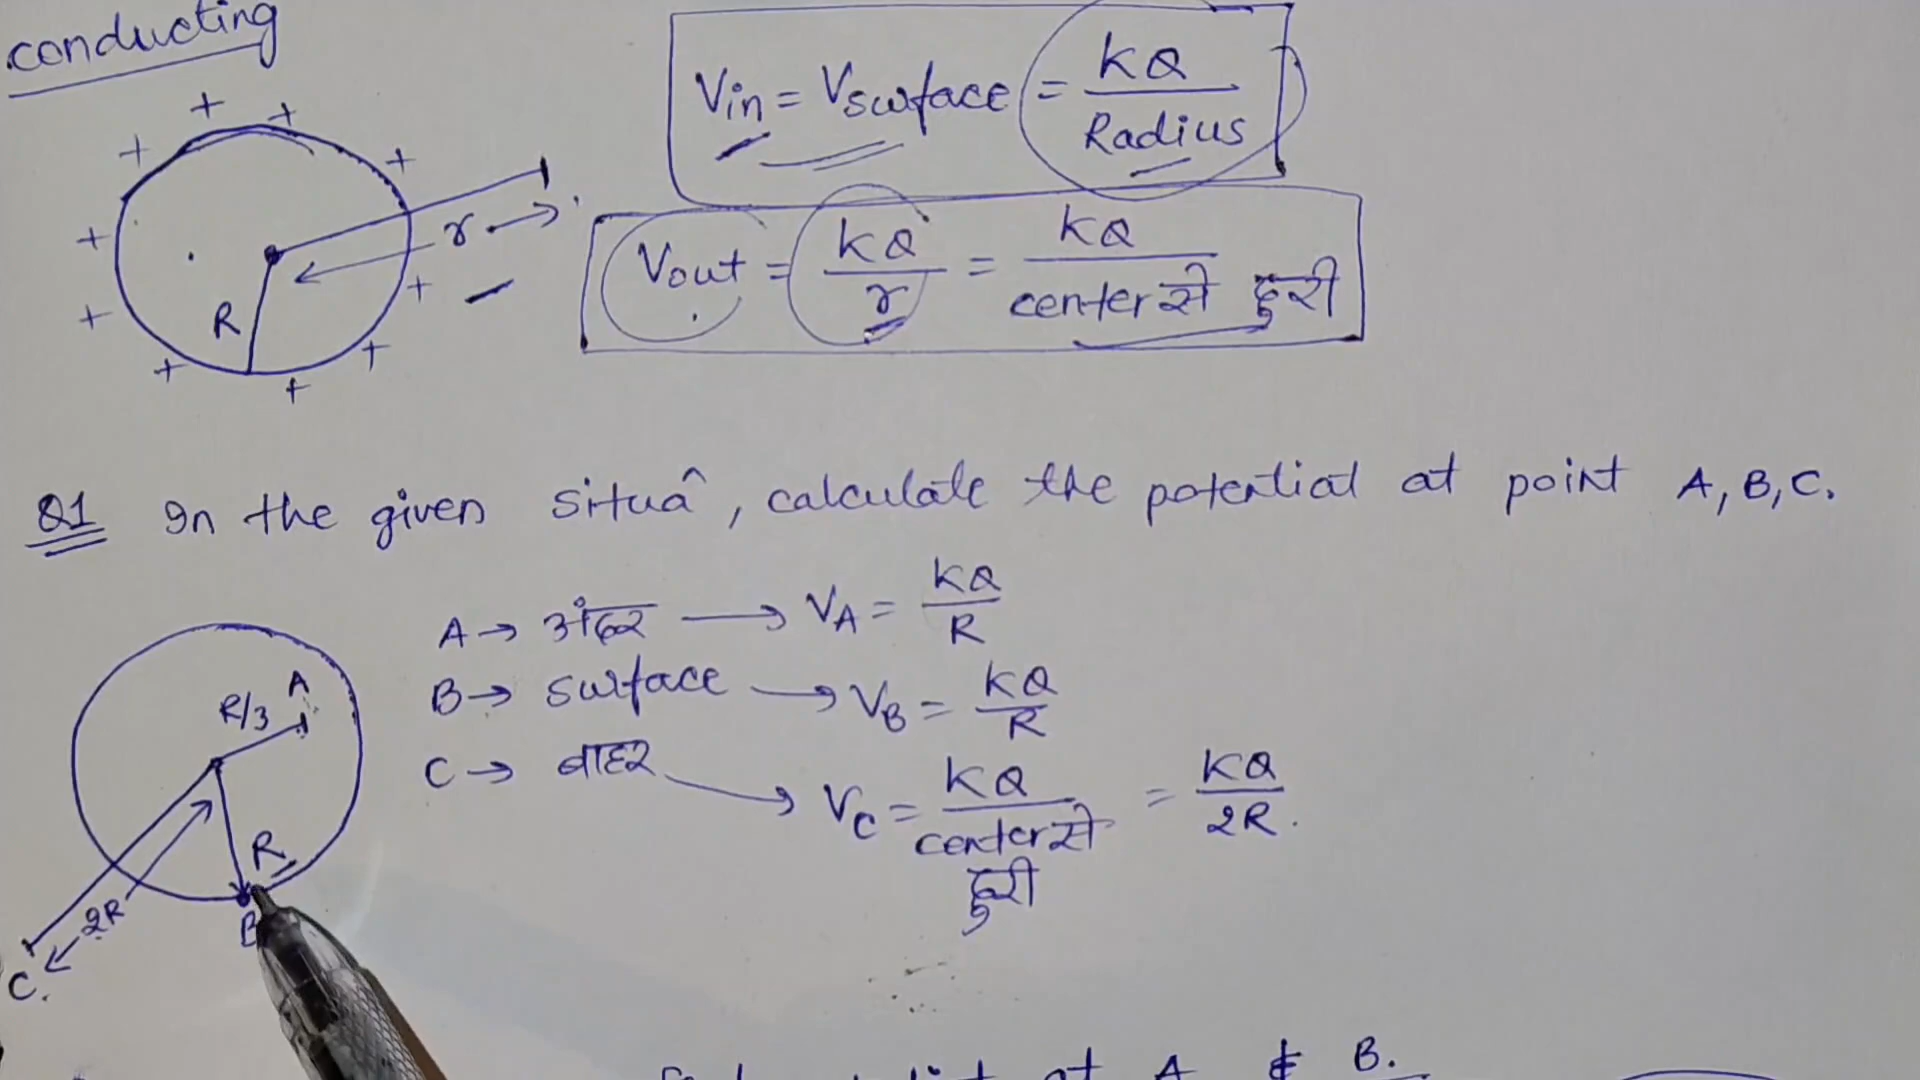 conducting
Vin = Vsurface = KQ / Radius
Vout = KQ / r = KQ / center से दुरी
r
R
Q1 In the given situaˆ, calculate the potential at point A, B, C.
A → अंदर → VA = KQ / R
B → surface → VB = KQ / R
C → बाहर → VC = KQ / center से दुरी = KQ / 2R.
A
R/3
R
2R
B
C.
at A & B.